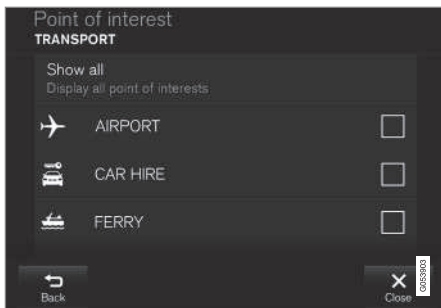 Point of interest
TRANSPORT
Show all
Display all point of interests
AIRPORT
CAR HIRE
FERRY
Back
Close
G053903